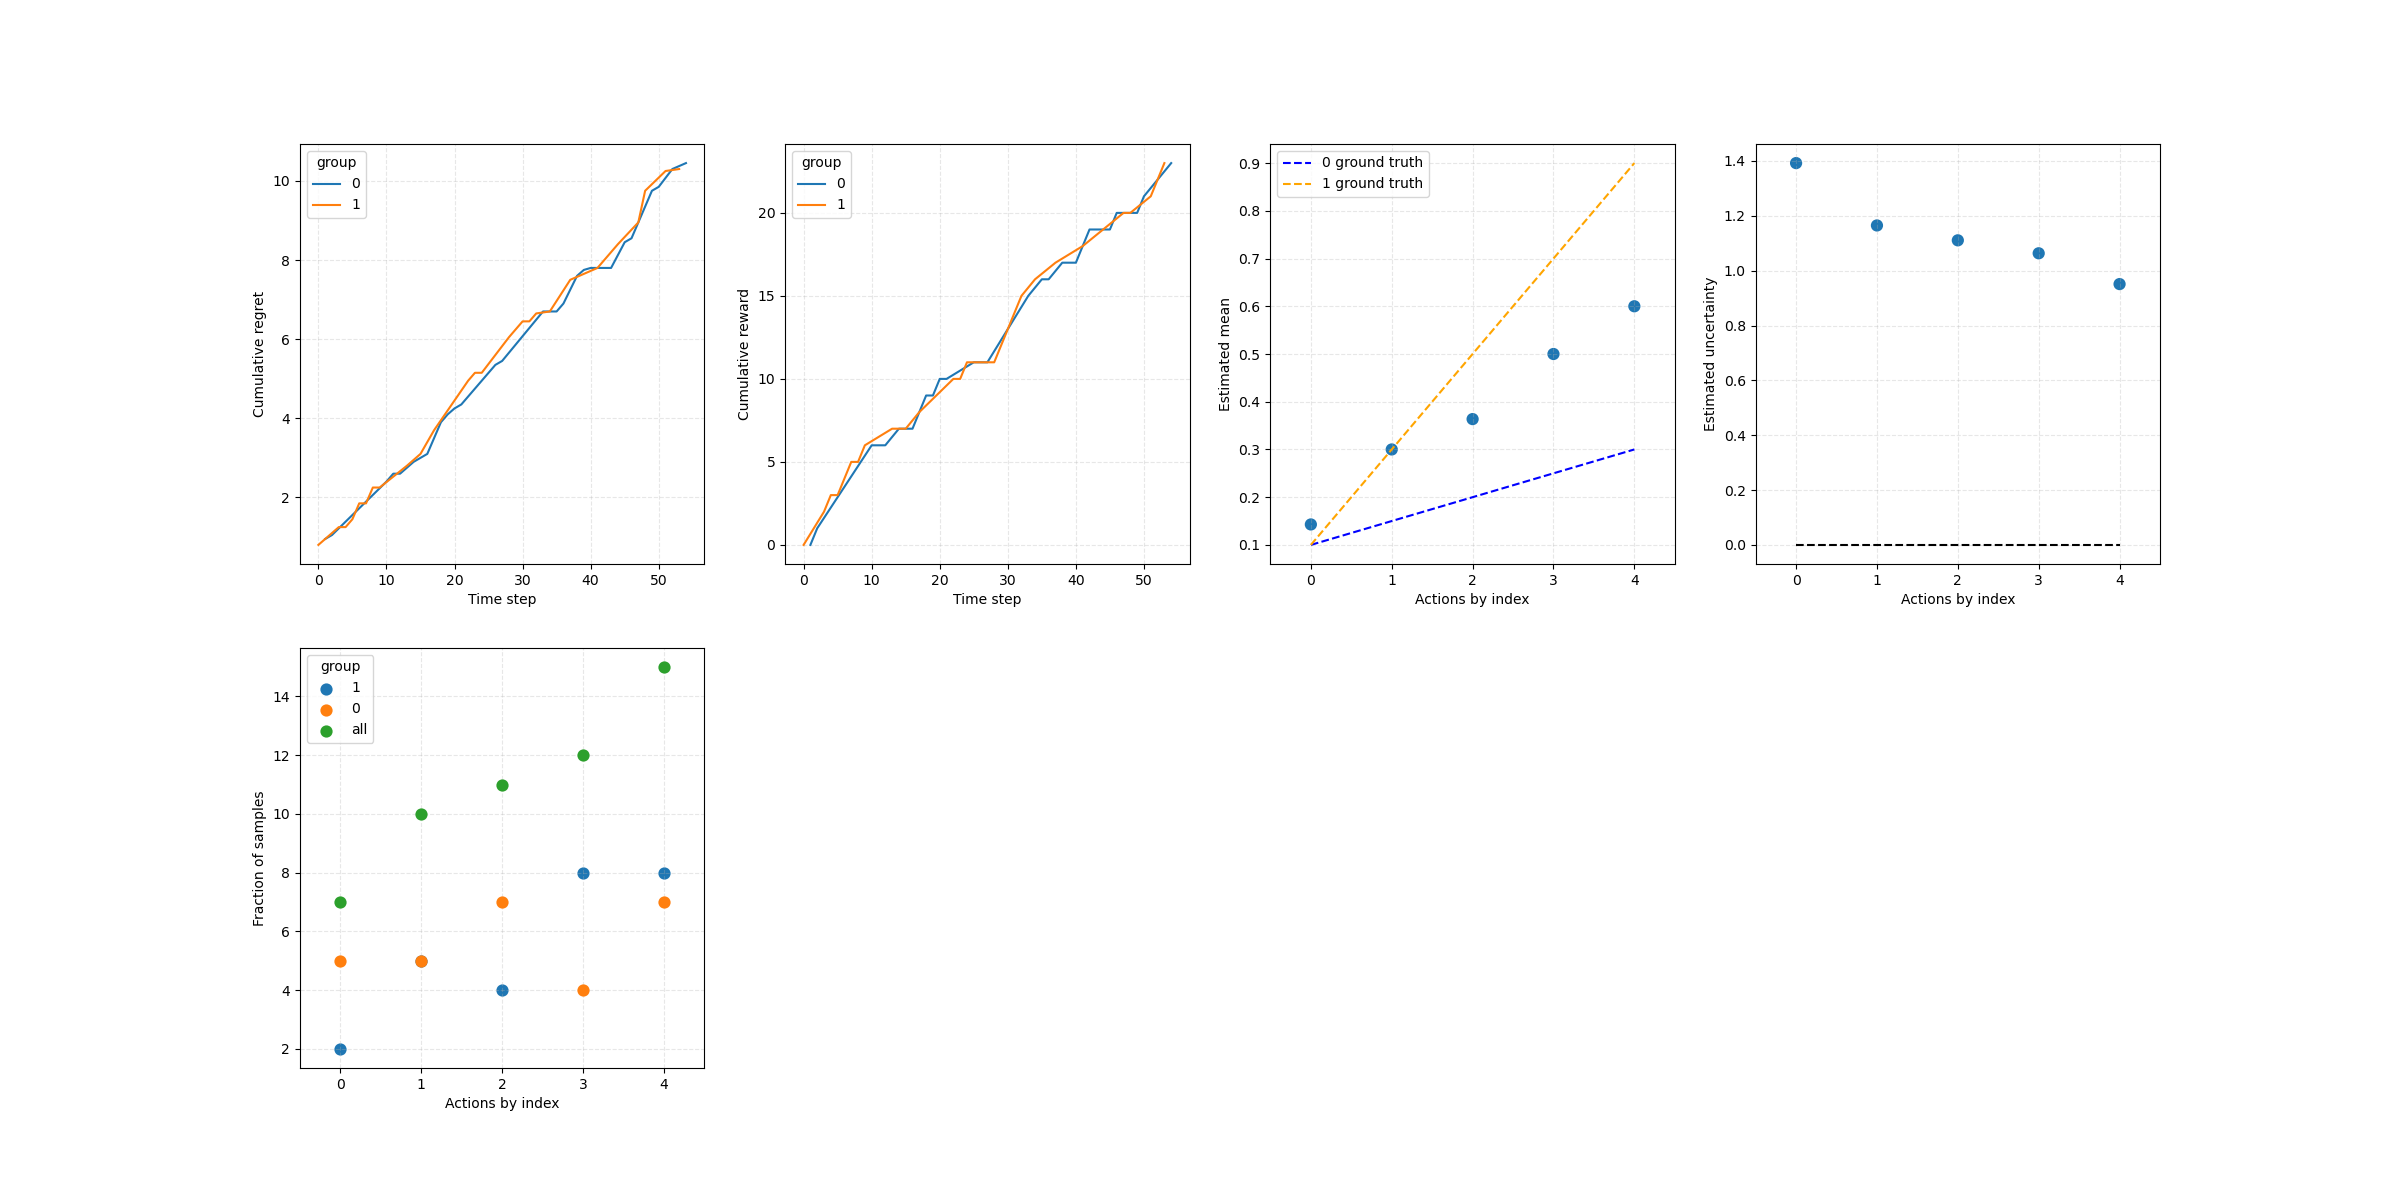 group
0
1
10
8
6
4
2
Cumulative regret
0 10 20 30 40 50
Time step
group
0
1
20
15
10
5
0
Cumulative reward
0 10 20 30 40 50
Time step
0 ground truth
1 ground truth
0.9
0.8
0.7
0.6
0.5
0.4
0.3
0.2
0.1
Estimated mean
0 1 2 3 4
Actions by index
1.4
1.2
1.0
0.8
0.6
0.4
0.2
0.0
Estimated uncertainty
0 1 2 3 4
Actions by index
group
1
0
all
14
12
10
8
6
4
2
Fraction of samples
0 1 2 3 4
Actions by index